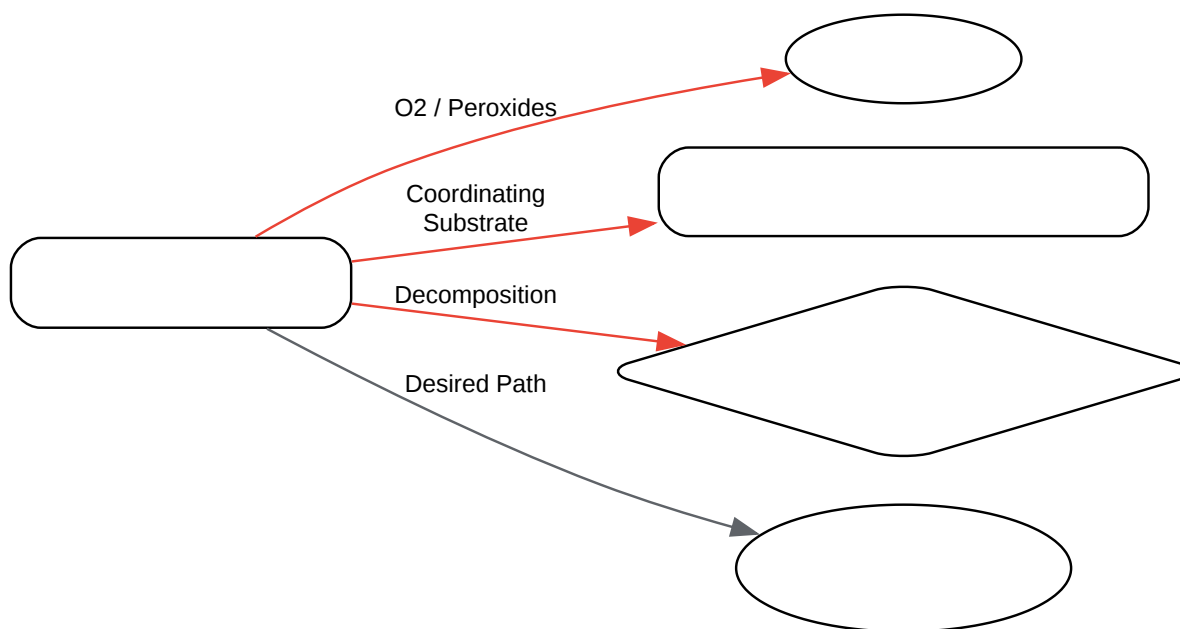 O2 / Peroxides
Coordinating
Substrate
Decomposition
Desired Path